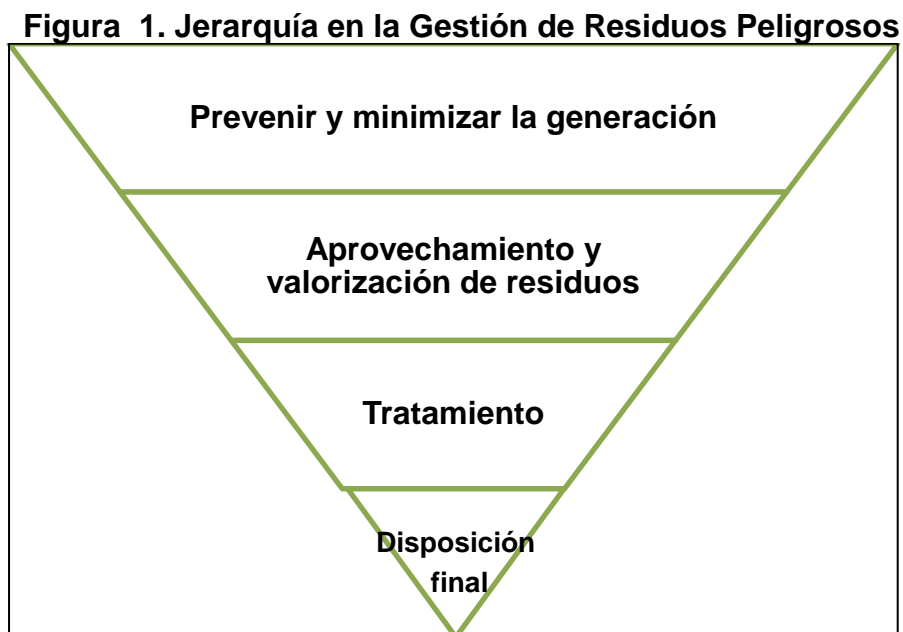 Figura 1. Jerarquía en la Gestión de Residuos Peligrosos
Prevenir y minimizar la generación
Aprovechamiento y
valorización de residuos
Tratamiento
Disposición
final